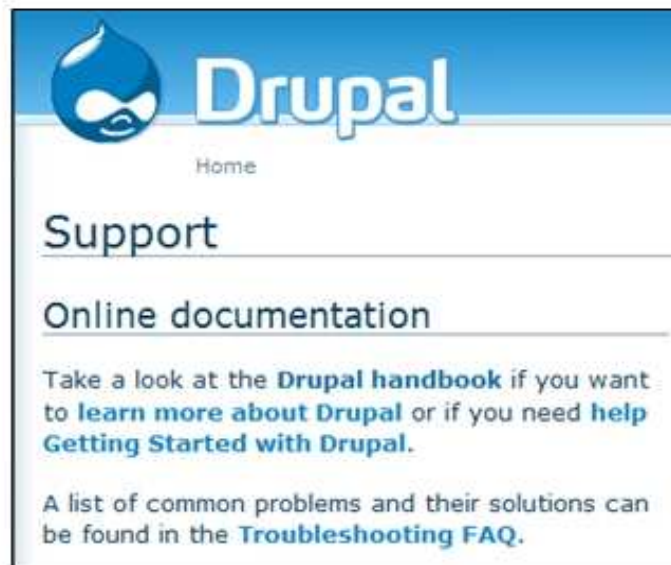 Drupal
Home
Support
Online documentation
Take a look at the Drupal handbook if you want
to learn more about Drupal or if you need help
Getting Started with Drupal.
A list of common problems and their solutions can
be found in the Troubleshooting FAQ.